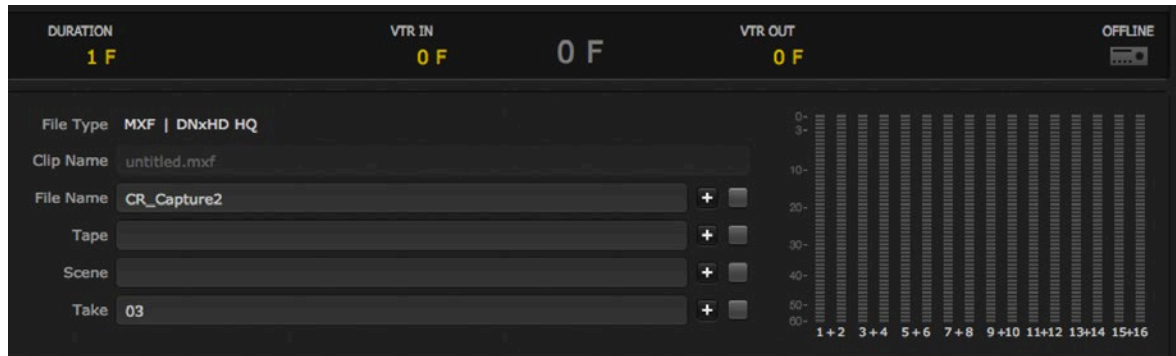 DURATION VTR IN VTR OUT OFFLINE
1 F 0 F 0 F 0 F
File Type MXF | DNxHD HQ
Clip Name untitled.mxf
File Name CR_Capture2 +
Tape +
Scene +
Take 03 +
0-
3-
10-
20-
30-
40-
50-
60-
1+2 3+4 5+6 7+8 9+10 11+12 13+14 15+16